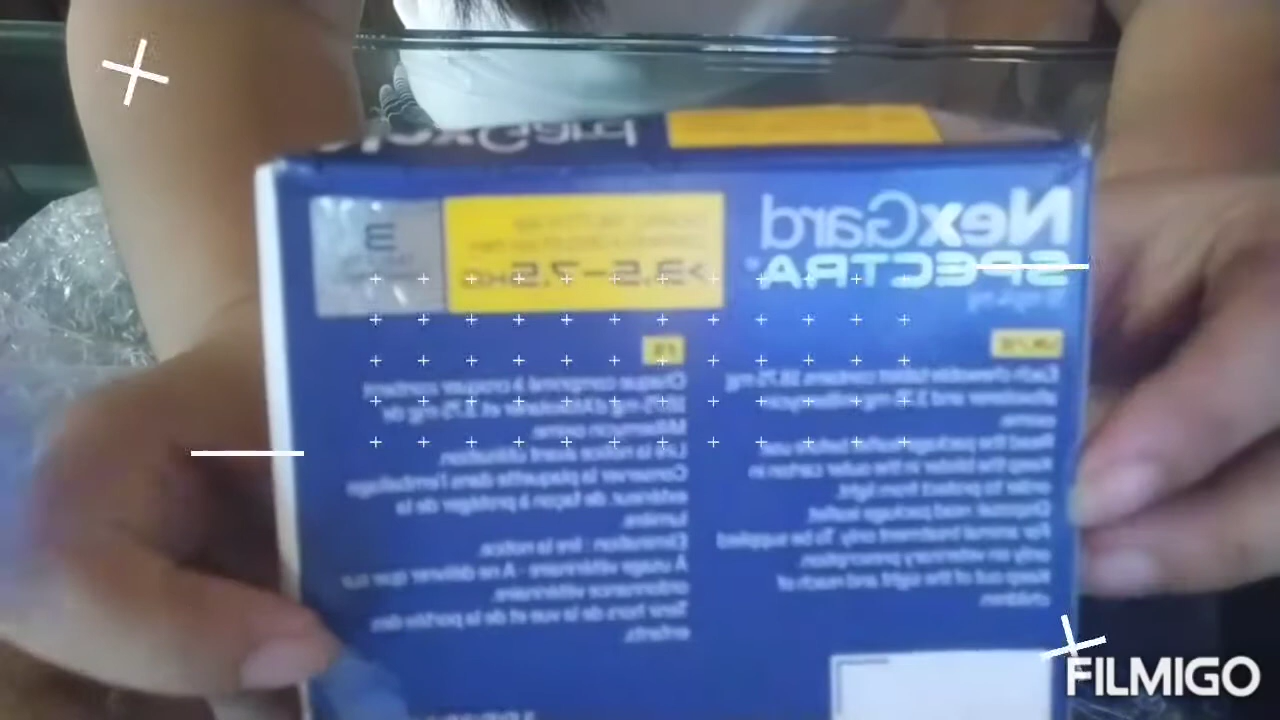 NexGard
SPECTRA®
>3.5–7.5
3
FR
Each chewable tablet contains 18.75 mg
afoxolaner and 3.75 mg milbemycin
oxime.
Read the package leaflet before use.
Keep the blister in the outer carton in
order to protect from light.
Disposal: read package leaflet.
For animal treatment only. To be supplied
only on veterinary prescription.
Keep out of the sight and reach of
children.
Chaque comprimé à croquer contient
18.75 mg d'Afoxolaner et 3.75 mg de
Milbemycin oxime.
Lire la notice avant utilisation.
Conserver la plaquette dans l'emballage
extérieur de façon à protéger de la
lumière.
Elimination : lire la notice.
À usage vétérinaire - A ne délivrer que sur
ordonnance vétérinaire.
Tenir hors de la vue et de la portée des
enfants.
FILMIGO